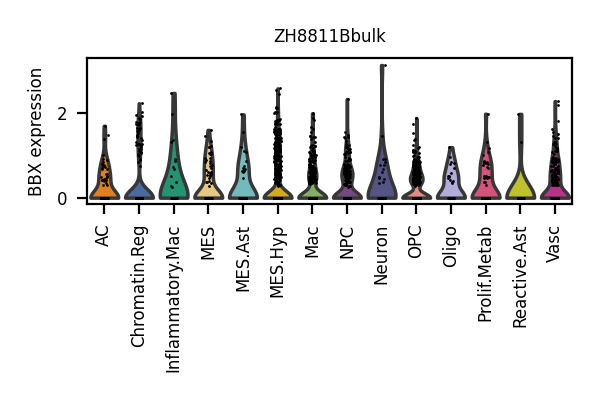 ZH8811Bbulk
BBX expression
2
0
AC
Chromatin.Reg
Inflammatory.Mac
MES
MES.Ast
MES.Hyp
Mac
NPC
Neuron
OPC
Oligo
Prolif.Metab
Reactive.Ast
Vasc